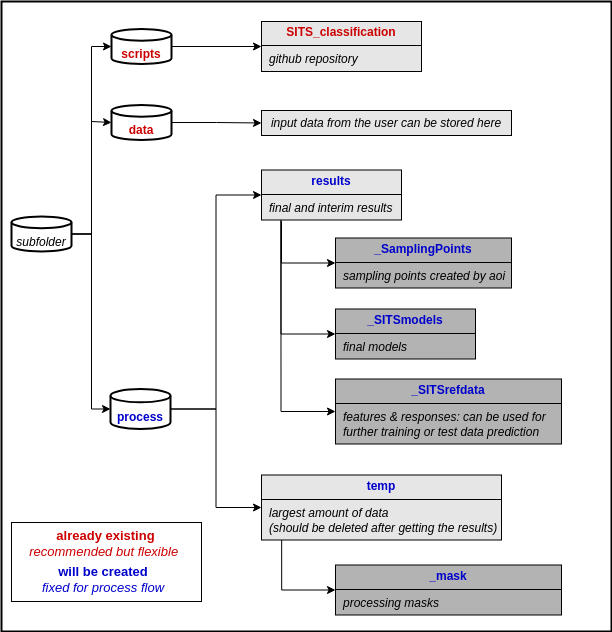 SITS_classification
github repository
scripts
data
input data from the user can be stored here
subfolder
results
final and interim results
_SamplingPoints
sampling points created by aoi
_SITSmodels
final models
_SITSrefdata
features & responses: can be used for
further training or test data prediction
process
temp
largest amount of data
(should be deleted after getting the results)
_mask
processing masks
already existing
recommended but flexible
will be created
fixed for process flow